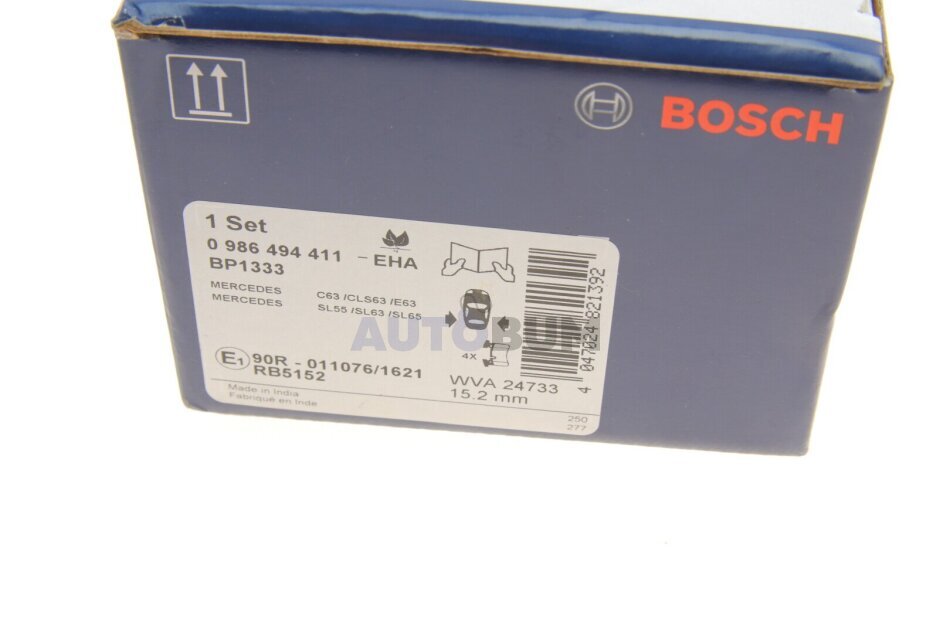 BOSCH
1 Set
0 986 494 411 - EHA
BP1333
MERCEDES C63 /CLS63 /E63
MERCEDES SL55 /SL63 /SL65
AUTOBUM
4X
E1 90R - 011076/1621
RB5152
WVA 24733
15.2 mm
Made in India
Fabriqué en Inde
250
277
4 047024 821392